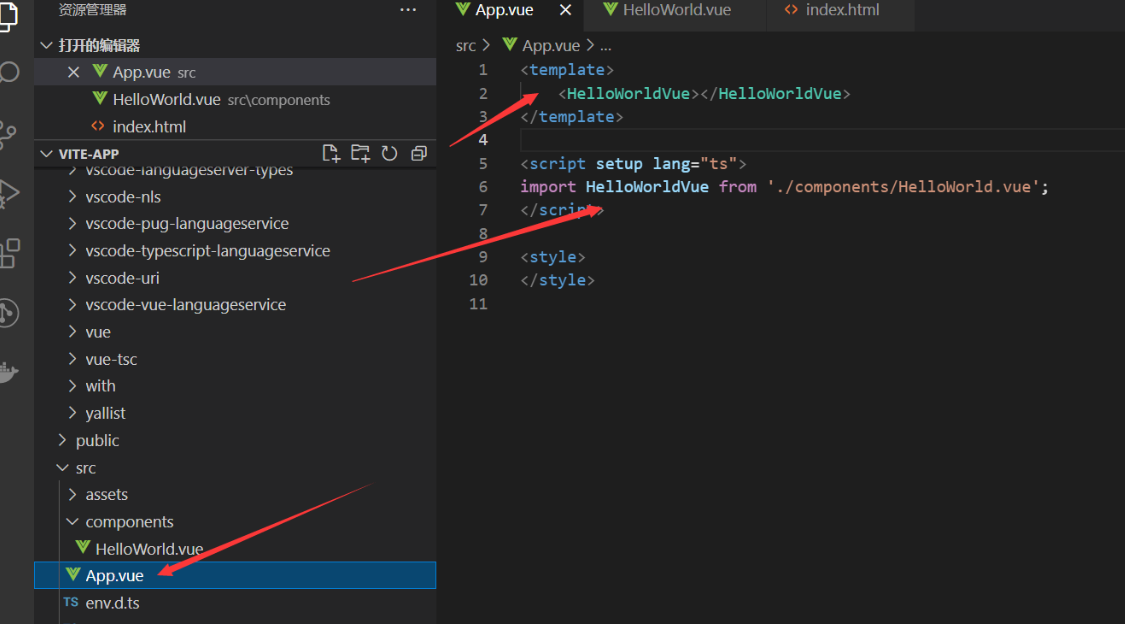 资源管理器
打开的编辑器
App.vue src
HelloWorld.vue src\components
index.html
VITE-APP
vscode-languageserver-types
vscode-nls
vscode-pug-languageservice
vscode-typescript-languageservice
vscode-uri
vscode-vue-languageservice
vue
vue-tsc
with
yallist
public
src
assets
components
HelloWorld.vue
App.vue
TS env.d.ts
App.vue
HelloWorld.vue
index.html
src > App.vue > ...
1 <template>
2 <HelloWorldVue></HelloWorldVue>
3 </template>
4
5 <script setup lang="ts">
6 import HelloWorldVue from './components/HelloWorld.vue';
7 </script>
8
9 <style>
10 </style>
11